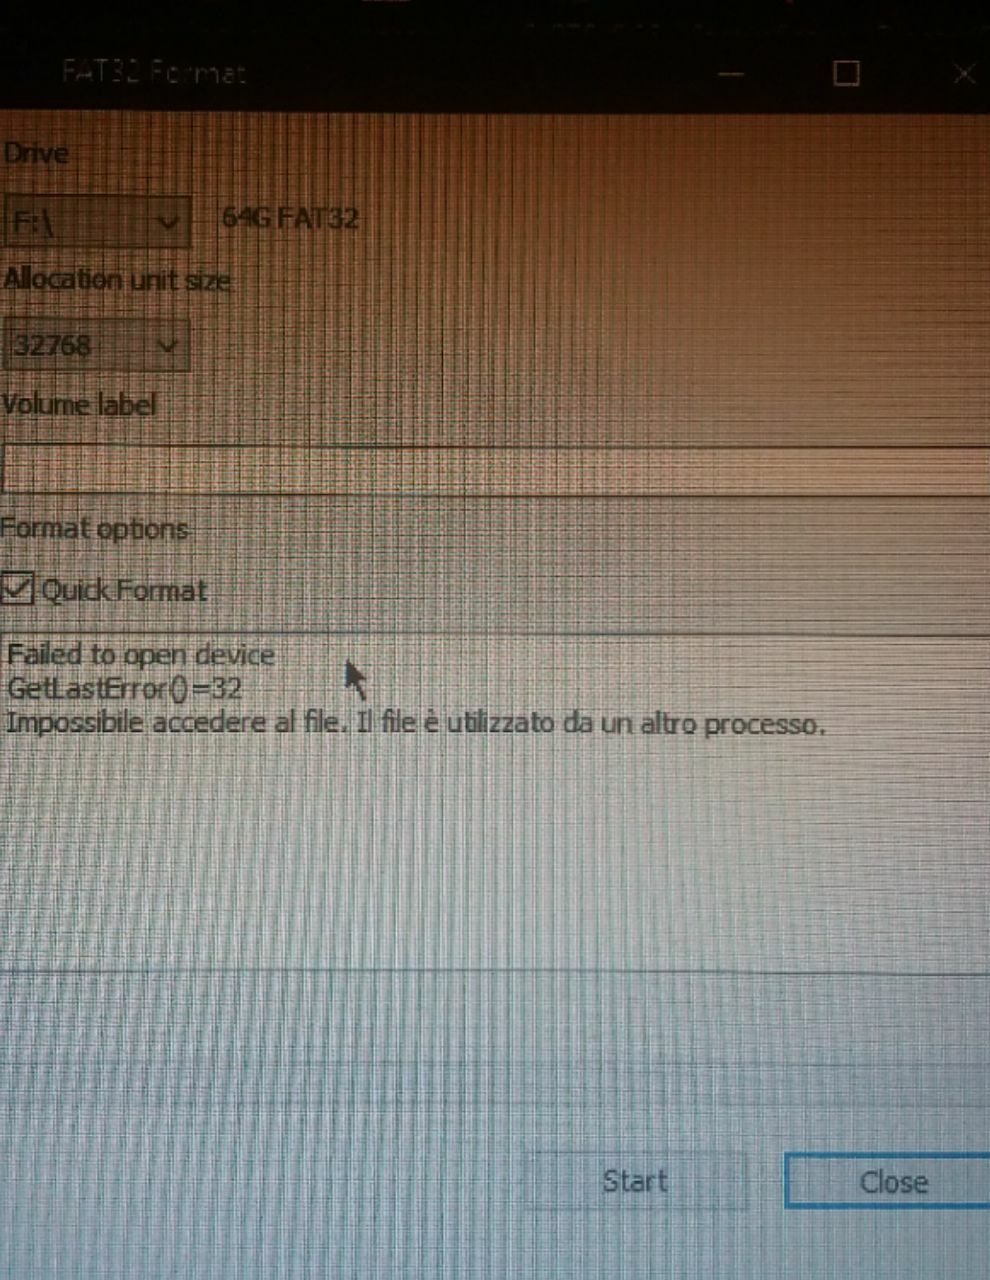 FAT32 Format
Drive
F:\
64G FAT32
Allocation unit size
32768
Volume label
Format options
Quick Format
Failed to open device
GetLastError()=32
Impossibile accedere al file. Il file è utilizzato da un altro processo.
Start
Close